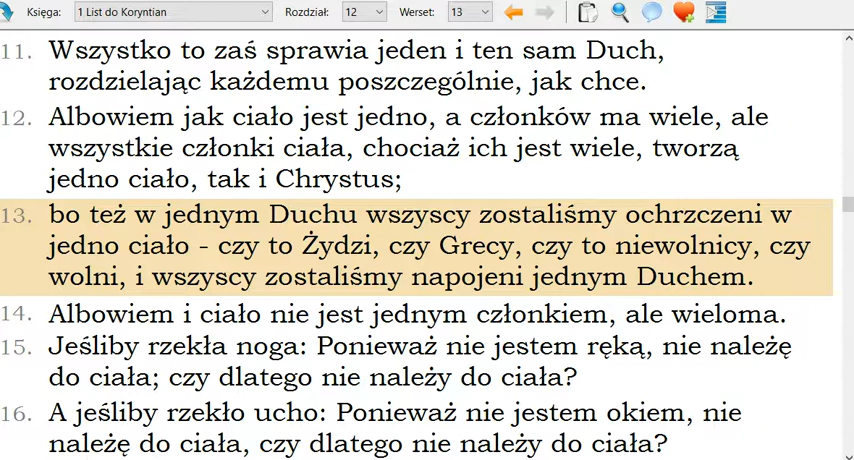 Księga: 1 List do Koryntian Rozdział: 12 Werset: 13
11. Wszystko to zaś sprawia jeden i ten sam Duch,
rozdzielając każdemu poszczególnie, jak chce.
12. Albowiem jak ciało jest jedno, a członków ma wiele, ale
wszystkie członki ciała, chociaż ich jest wiele, tworzą
jedno ciało, tak i Chrystus;
13. bo też w jednym Duchu wszyscy zostaliśmy ochrzczeni w
jedno ciało - czy to Żydzi, czy Grecy, czy to niewolnicy, czy
wolni, i wszyscy zostaliśmy napojeni jednym Duchem.
14. Albowiem i ciało nie jest jednym członkiem, ale wieloma.
15. Jeśliby rzekła noga: Ponieważ nie jestem ręką, nie należę
do ciała; czy dlatego nie należy do ciała?
16. A jeśliby rzekło ucho: Ponieważ nie jestem okiem, nie
należę do ciała, czy dlatego nie należy do ciała?